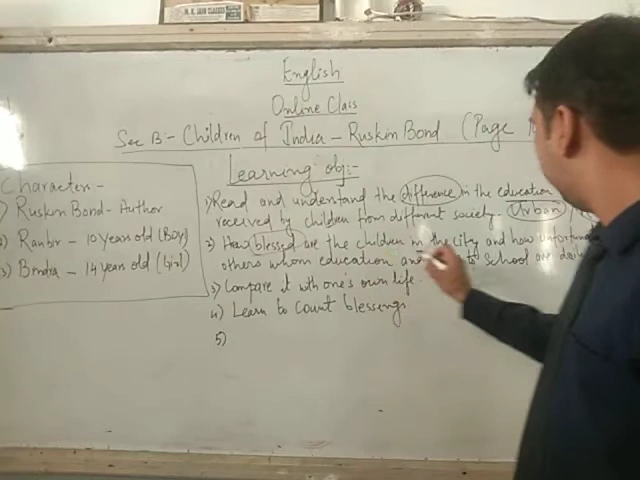 English
Online Class
Sec B:- Children of India - Ruskin Bond (Page
Learning obj:-
Character -
Ruskin Bond - Author
2) Ranbir - 10 years old (Boy)
3) Bindra - 14 years old (Girl)
1) Read and understand the difference in the education
received by children from different society. (Urban) /
2) How blessed are the children in the city and how unfortunate
others whom education and to School are
3) Compare it with one's own life.
4) Learn to Count blessings
5)